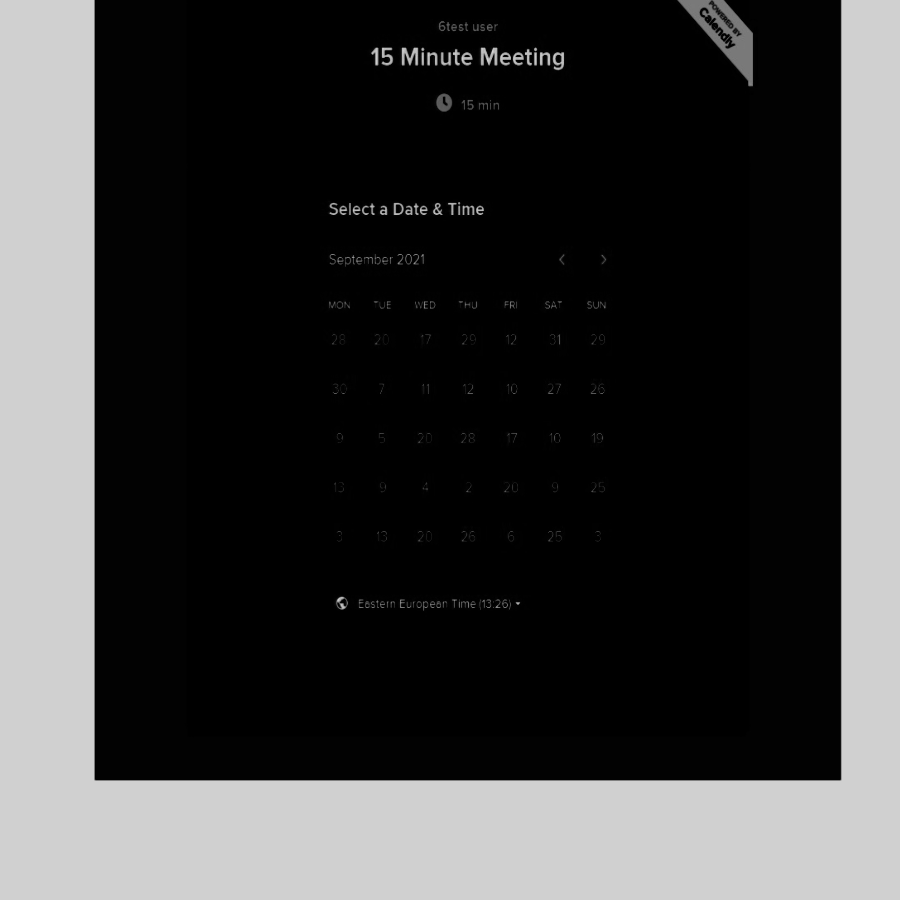 6test user
POWERED BY
Calendly
15 Minute Meeting
15 min
Select a Date & Time
September 2021
MON TUE WED THU FRI SAT SUN
28 20 17 29 12 31 29
30 7 11 12 10 27 26
9 5 20 28 17 10 19
13 9 4 2 20 9 25
3 13 20 26 6 25 3
Eastern European Time (13:26)